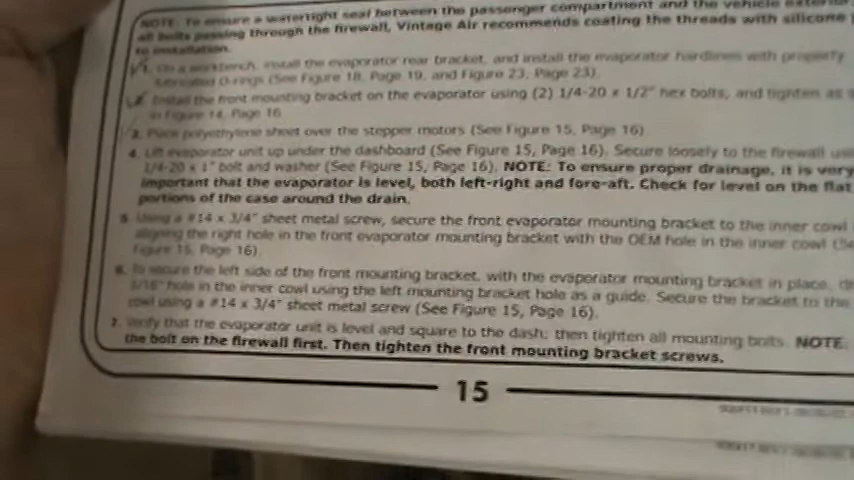 NOTE: To ensure a watertight seal between the passenger compartment and the vehicle exterior
all bolts passing through the firewall, Vintage Air recommends coating the threads with silicone
to installation.
1. On a workbench, install the evaporator rear bracket, and install the evaporator hardlines with properly
lubricated O-rings (See Figure 18, Page 19, and Figure 23, Page 23).
2. Install the front mounting bracket on the evaporator using (2) 1/4-20 x 1/2" hex bolts, and tighten as
in Figure 14, Page 16
3. Place polyethylene sheet over the stepper motors (See Figure 15, Page 16)
4. Lift evaporator unit up under the dashboard (See Figure 15, Page 16). Secure loosely to the firewall
1/4-20 x 1" bolt and washer (See Figure 15, Page 16). NOTE: To ensure proper drainage, it is very
important that the evaporator is level, both left-right and fore-aft. Check for level on the flat
portions of the case around the drain.
5. Using a #14 x 3/4" sheet metal screw, secure the front evaporator mounting bracket to the inner cowl
aligning the right hole in the front evaporator mounting bracket with the OEM hole in the inner cowl
Figure 15, Page 16)
6. To secure the left side of the front mounting bracket, with the evaporator mounting bracket in place,
3/16" hole in the inner cowl using the left mounting bracket hole as a guide. Secure the bracket to the
cowl using a #14 x 3/4" sheet metal screw (See Figure 15, Page 16).
7. Verify that the evaporator unit is level and square to the dash; then tighten all mounting bolts. NOTE:
the bolt on the firewall first. Then tighten the front mounting bracket screws.
15